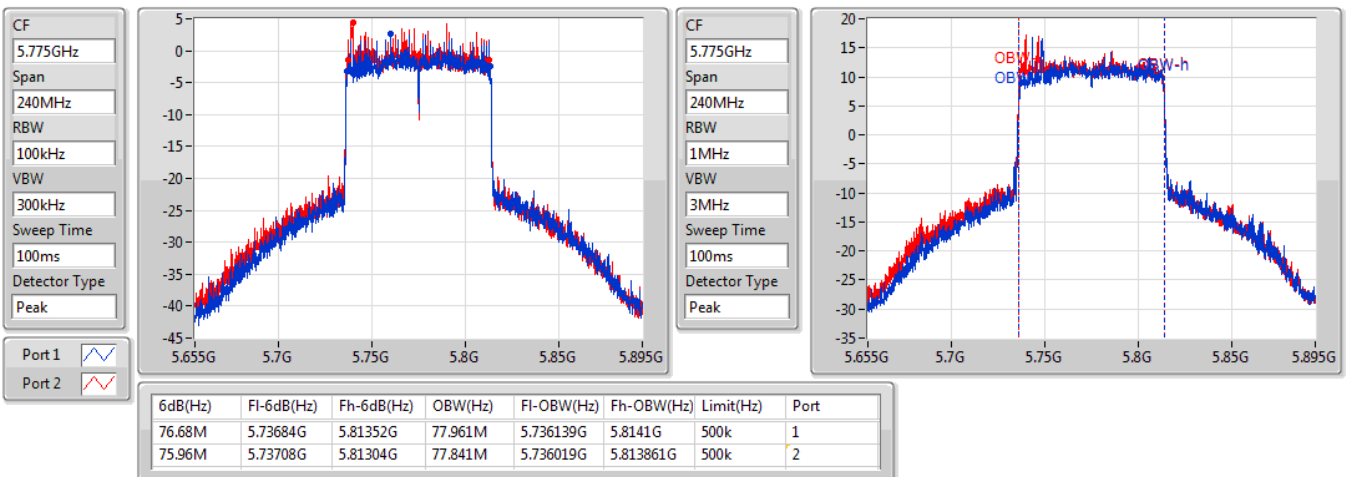 CF
5.775GHz
Span
240MHz
RBW
100kHz
VBW
300kHz
Sweep Time
100ms
Detector Type
Peak
Port 1
Port 2
5
0
-5
-10
-15
-20
-25
-30
-35
-40
-45
5.655G 5.7G 5.75G 5.8G 5.85G 5.895G
CF
5.775GHz
Span
240MHz
RBW
1MHz
VBW
3MHz
Sweep Time
100ms
Detector Type
Peak
20
15
10
5
0
-5
-10
-15
-20
-25
-30
-35
OBW-h
5.655G 5.7G 5.75G 5.8G 5.85G 5.895G
6dB(Hz) Fl-6dB(Hz) Fh-6dB(Hz) OBW(Hz) Fl-OBW(Hz) Fh-OBW(Hz) Limit(Hz) Port
76.68M 5.73684G 5.81352G 77.961M 5.736139G 5.8141G 500k 1
75.96M 5.73708G 5.81304G 77.841M 5.736019G 5.813861G 500k 2